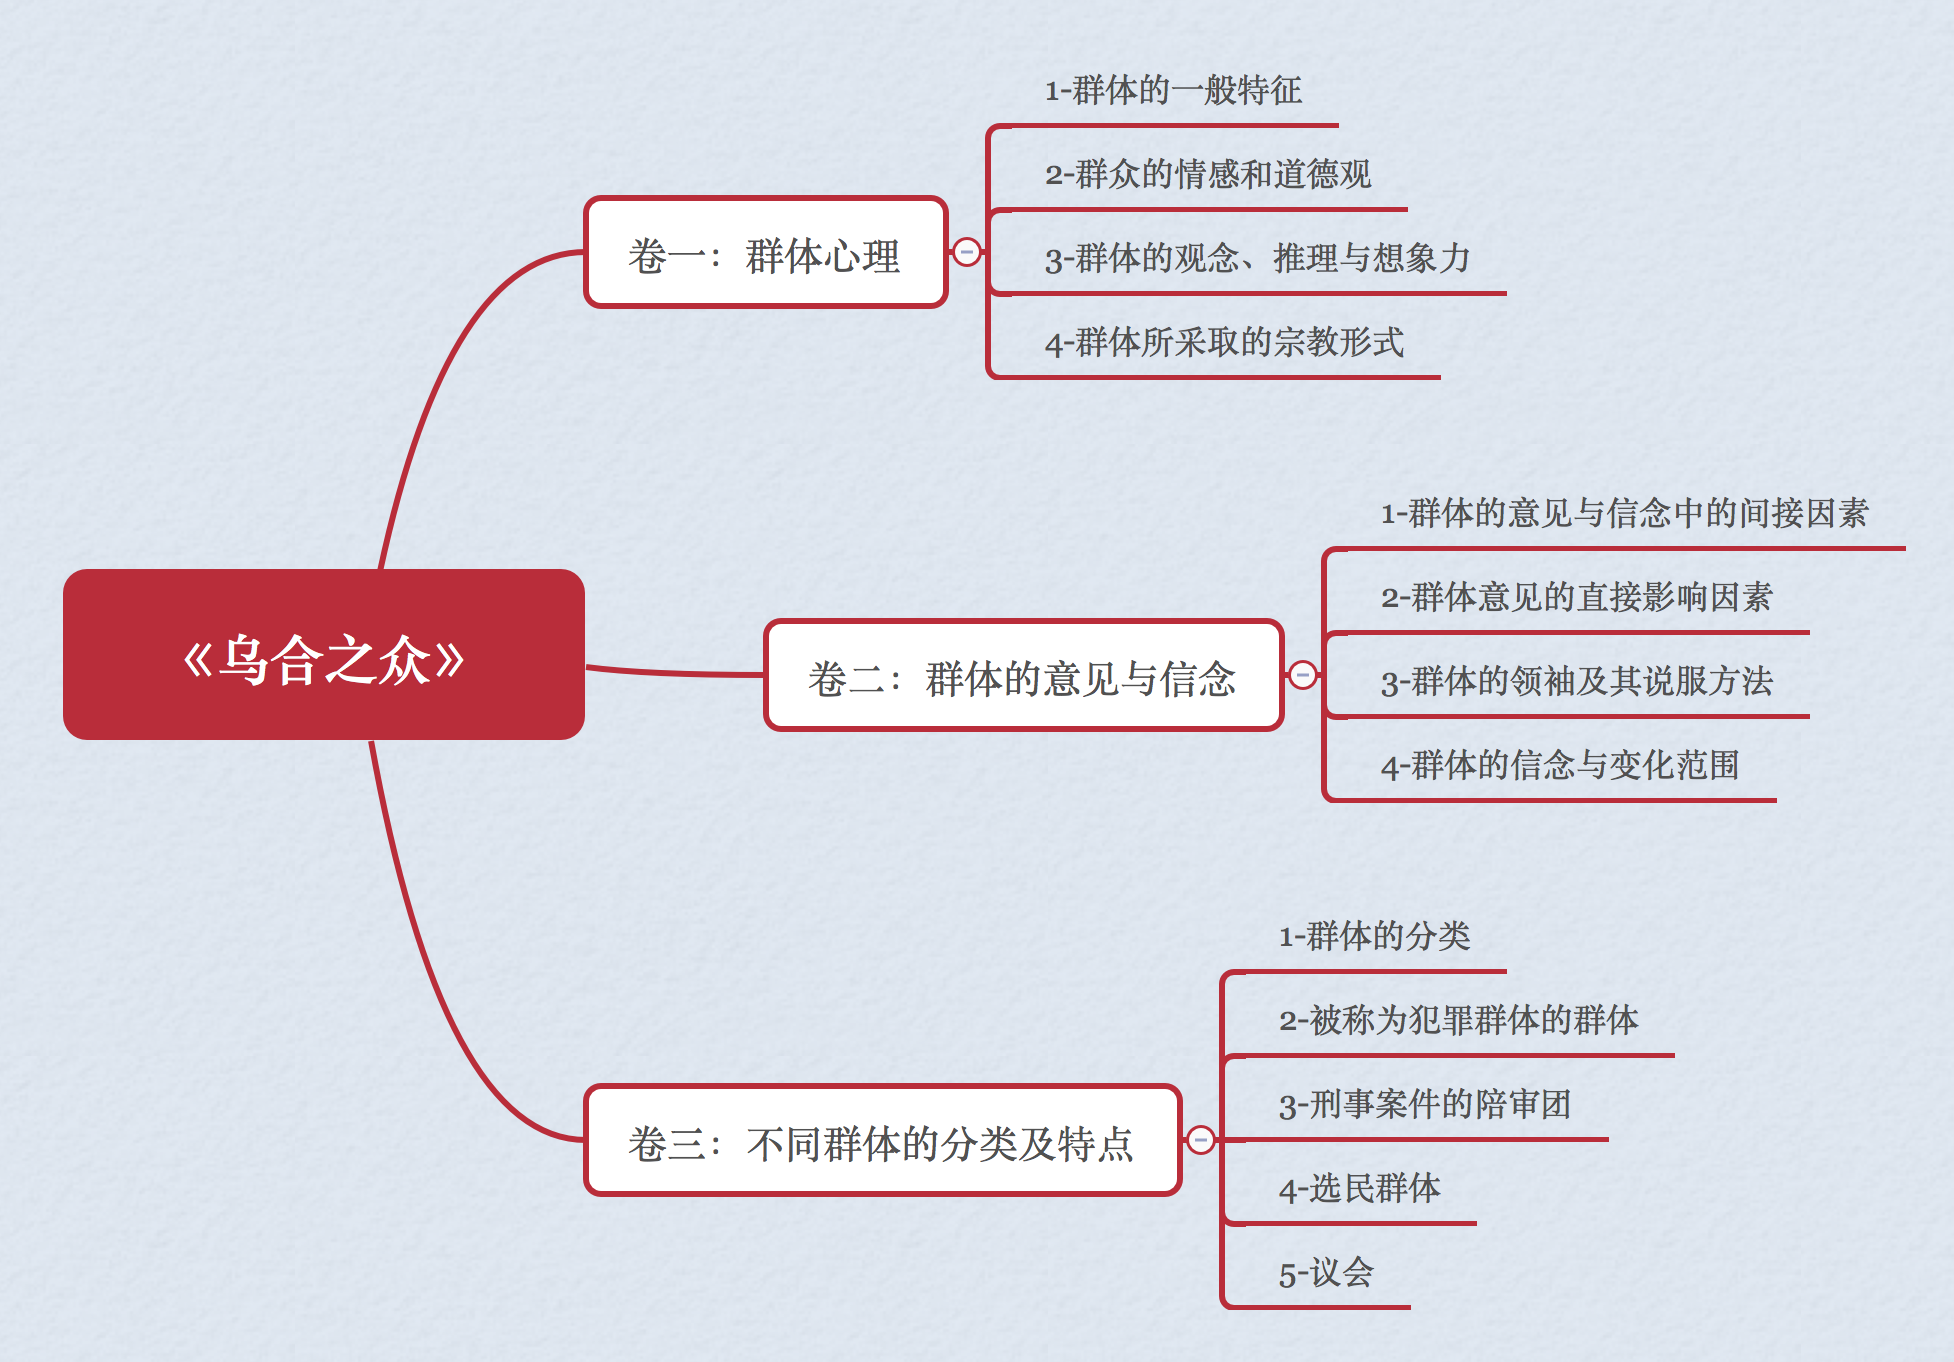 《乌合之众》
卷一：群体心理
1-群体的一般特征
2-群众的情感和道德观
3-群体的观念、推理与想象力
4-群体所采取的宗教形式
卷二：群体的意见与信念
1-群体的意见与信念中的间接因素
2-群体意见的直接影响因素
3-群体的领袖及其说服方法
4-群体的信念与变化范围
卷三：不同群体的分类及特点
1-群体的分类
2-被称为犯罪群体的群体
3-刑事案件的陪审团
4-选民群体
5-议会